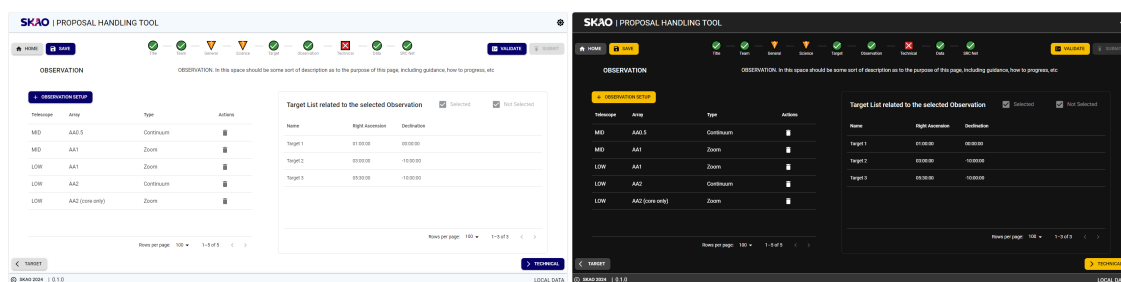 SKAO | PROPOSAL HANDLING TOOL
HOME SAVE Title Team General Science Target Observation Technical Data SRC Net VALIDATE SUBMIT
OBSERVATION OBSERVATION. In this space should be some sort of description as to the purpose of this page, including guidance, how to progress, etc
+ OBSERVATION SETUP
Telescope Array Type Actions
MID AA0.5 Continuum
MID AA1 Zoom
LOW AA1 Zoom
LOW AA2 Continuum
LOW AA2 (core only) Zoom
Rows per page: 100 1–5 of 5
Target List related to the selected Observation Selected Not Selected
Name Right Ascension Declination
Target 1 01:00:00 00:00:00
Target 2 03:00:00 -10:00:00
Target 3 05:30:00 -10:00:00
Rows per page: 100 1–3 of 3
TARGET TECHNICAL
SKAO 2024 | 0.1.0 LOCAL DATA
SKAO | PROPOSAL HANDLING TOOL
HOME SAVE Title Team General Science Target Observation Technical Data SRC Net VALIDATE SUBMIT
OBSERVATION OBSERVATION. In this space should be some sort of description as to the purpose of this page, including guidance, how to progress, etc
+ OBSERVATION SETUP
Telescope Array Type Actions
MID AA0.5 Continuum
MID AA1 Zoom
LOW AA1 Zoom
LOW AA2 Continuum
LOW AA2 (core only) Zoom
Rows per page: 100 1–5 of 5
Target List related to the selected Observation Selected Not Selected
Name Right Ascension Declination
Target 1 01:00:00 00:00:00
Target 2 03:00:00 -10:00:00
Target 3 05:30:00 -10:00:00
Rows per page: 100 1–3 of 3
TARGET TECHNICAL
SKAO 2024 | 0.1.0 LOCAL DATA